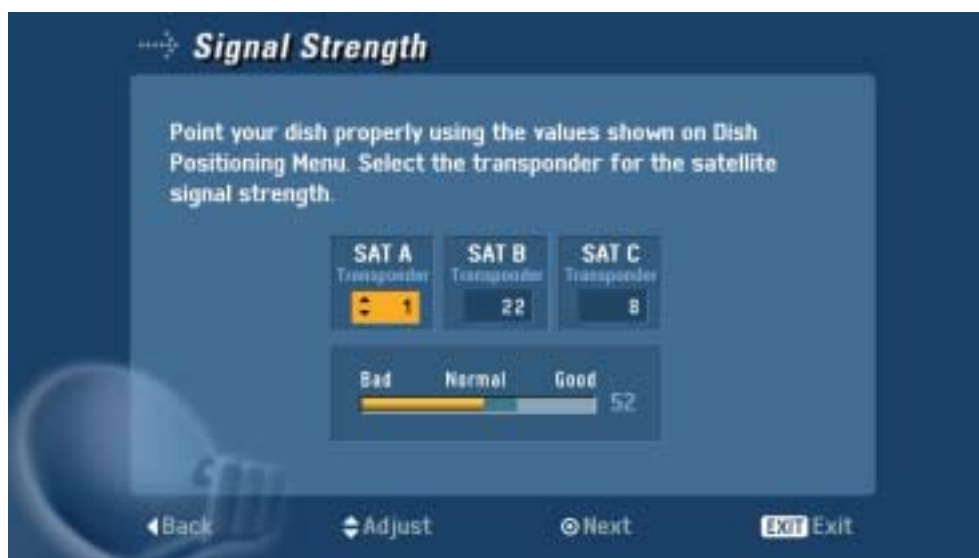 Signal Strength
Point your dish properly using the values shown on Dish
Positioning Menu. Select the transponder for the satellite
signal strength.
SAT A SAT B SAT C
Transponder Transponder Transponder
1 22 8
Bad Normal Good
52
Back Adjust Next EXIT Exit